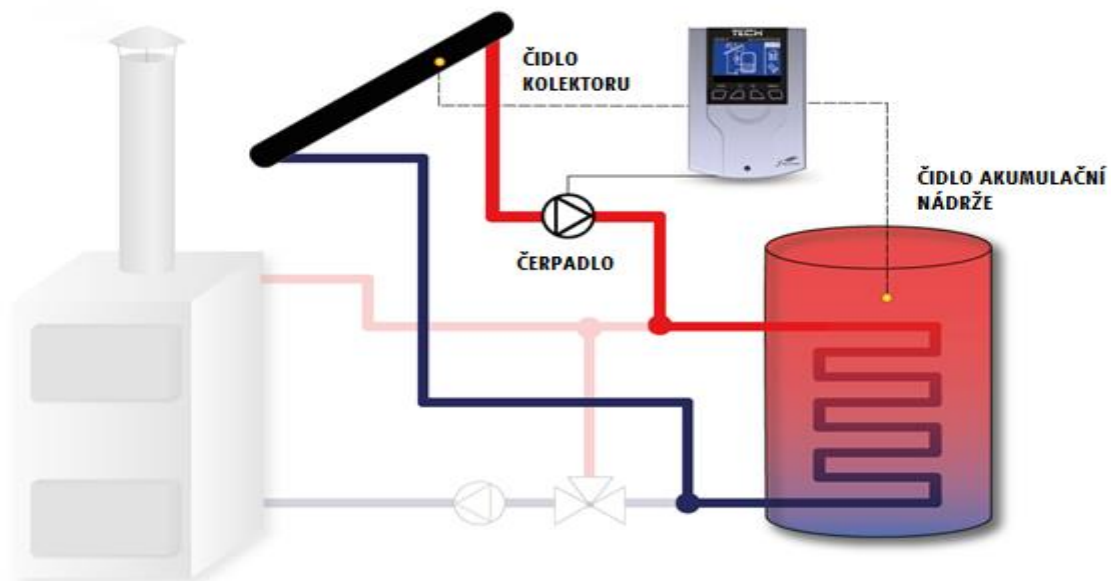 TECH
ČIDLO
KOLEKTORU
ČIDLO AKUMULAČNÍ
NÁDRŽE
ČERPADLO